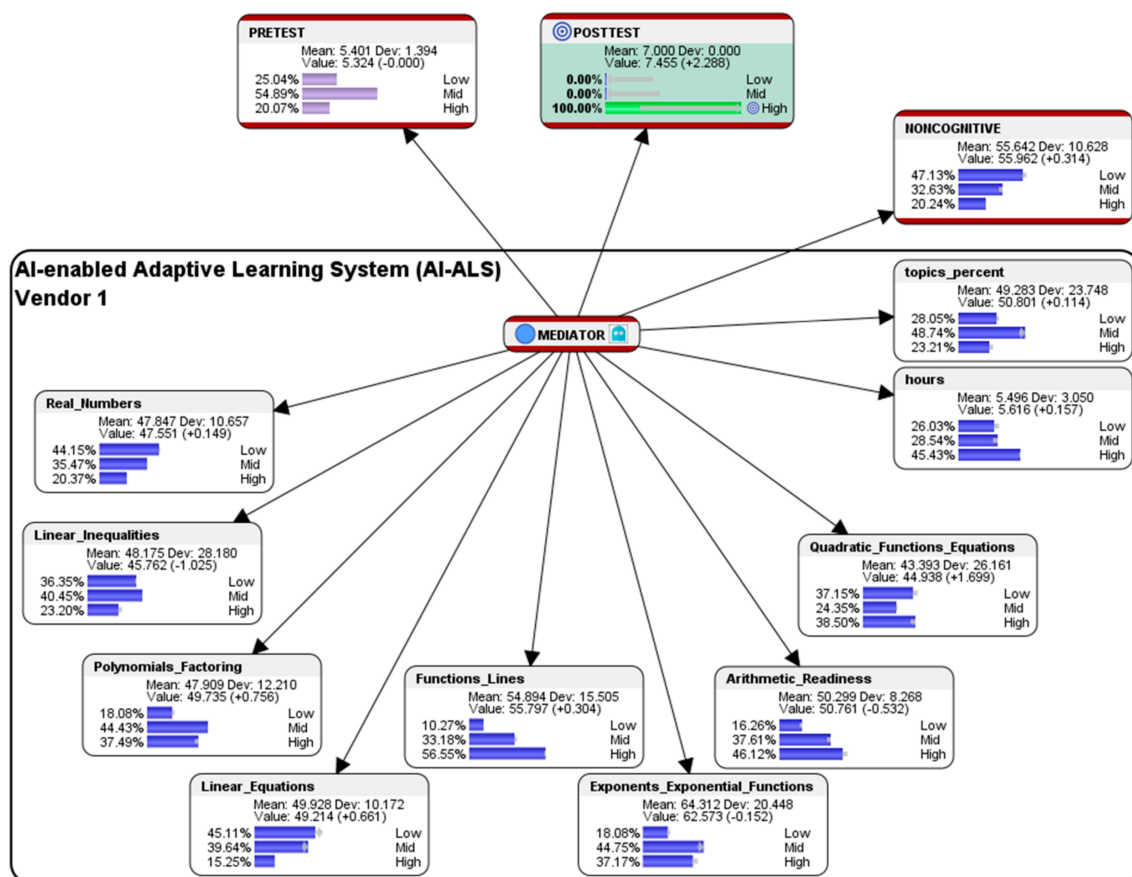 PRETEST
Mean: 5.401 Dev: 1.394
Value: 5.324 (-0.000)
25.04% Low
54.89% Mid
20.07% High
POSTTEST
Mean: 7.000 Dev: 0.000
Value: 7.455 (+2.288)
0.00% Low
0.00% Mid
100.00% High
NONCOGNITIVE
Mean: 55.642 Dev: 10.628
Value: 55.962 (+0.314)
47.13% Low
32.63% Mid
20.24% High
AI-enabled Adaptive Learning System (AI-ALS)
Vendor 1
topics_percent
Mean: 49.283 Dev: 23.748
Value: 50.801 (+0.114)
28.05% Low
48.74% Mid
23.21% High
MEDIATOR
hours
Mean: 5.496 Dev: 3.050
Value: 5.616 (+0.157)
26.03% Low
28.54% Mid
45.43% High
Real_Numbers
Mean: 47.847 Dev: 10.657
Value: 47.551 (+0.149)
44.15% Low
35.47% Mid
20.37% High
Linear_Inequalities
Mean: 48.175 Dev: 28.180
Value: 45.762 (-1.025)
36.35% Low
40.45% Mid
23.20% High
Quadratic_Functions_Equations
Mean: 43.393 Dev: 26.161
Value: 44.938 (+1.699)
37.15% Low
24.35% Mid
38.50% High
Polynomials_Factoring
Mean: 47.909 Dev: 12.210
Value: 49.735 (+0.756)
18.08% Low
44.43% Mid
37.49% High
Functions_Lines
Mean: 54.894 Dev: 15.505
Value: 55.797 (+0.304)
10.27% Low
33.18% Mid
56.55% High
Arithmetic_Readiness
Mean: 50.299 Dev: 8.268
Value: 50.761 (-0.532)
16.26% Low
37.61% Mid
46.12% High
Linear_Equations
Mean: 49.928 Dev: 10.172
Value: 49.214 (+0.661)
45.11% Low
39.64% Mid
15.25% High
Exponents_Exponential_Functions
Mean: 64.312 Dev: 20.448
Value: 62.573 (-0.152)
18.08% Low
44.75% Mid
37.17% High